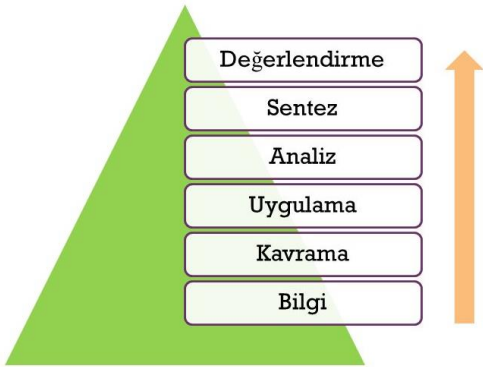 Değerlendirme
Sentez
Analiz
Uygulama
Kavrama
Bilgi